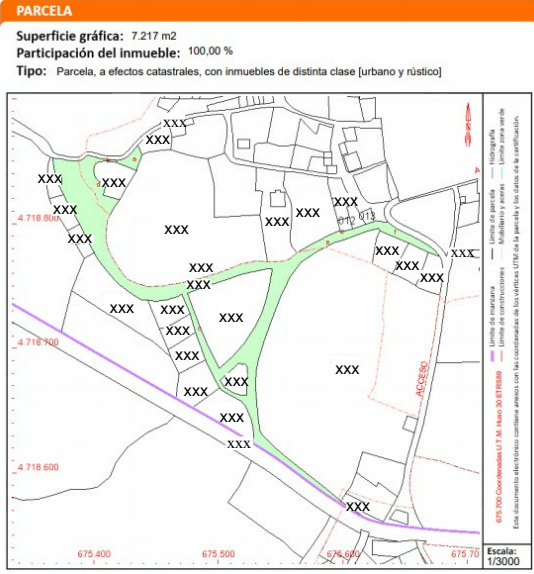 PARCELA
Superficie gráfica: 7.217 m2
Participación del inmueble: 100,00 %
Tipo: Parcela, a efectos catastrales, con inmuebles de distinta clase [urbano y rústico]
XXX
XXX
XXX
XXX
XXX
XXX
XXX
XXX
012 013
4.718.800
XXX
XXX
XXX
XXX
XXX
XXX
XXX
XXX
XXX
XXX
XXX
XXX
XXX
4.718.700
XXX
XXX
ACCESO
XXX
XXX
XXX
XXX
4.718.600
XXX
675.400
675.500
675.600
675.70
Hidrografía
Límite zona verde
Límite de parcela
Mobiliario y aceras
Límite de manzana
Límite de construcciones
675.700 Coordenadas U.T.M. Huso 30 ETRS89
Este documento electrónico contiene anexos con las coordenadas de los vértices UTM de la parcela y los datos de la certificación.
Escala:
1/3000